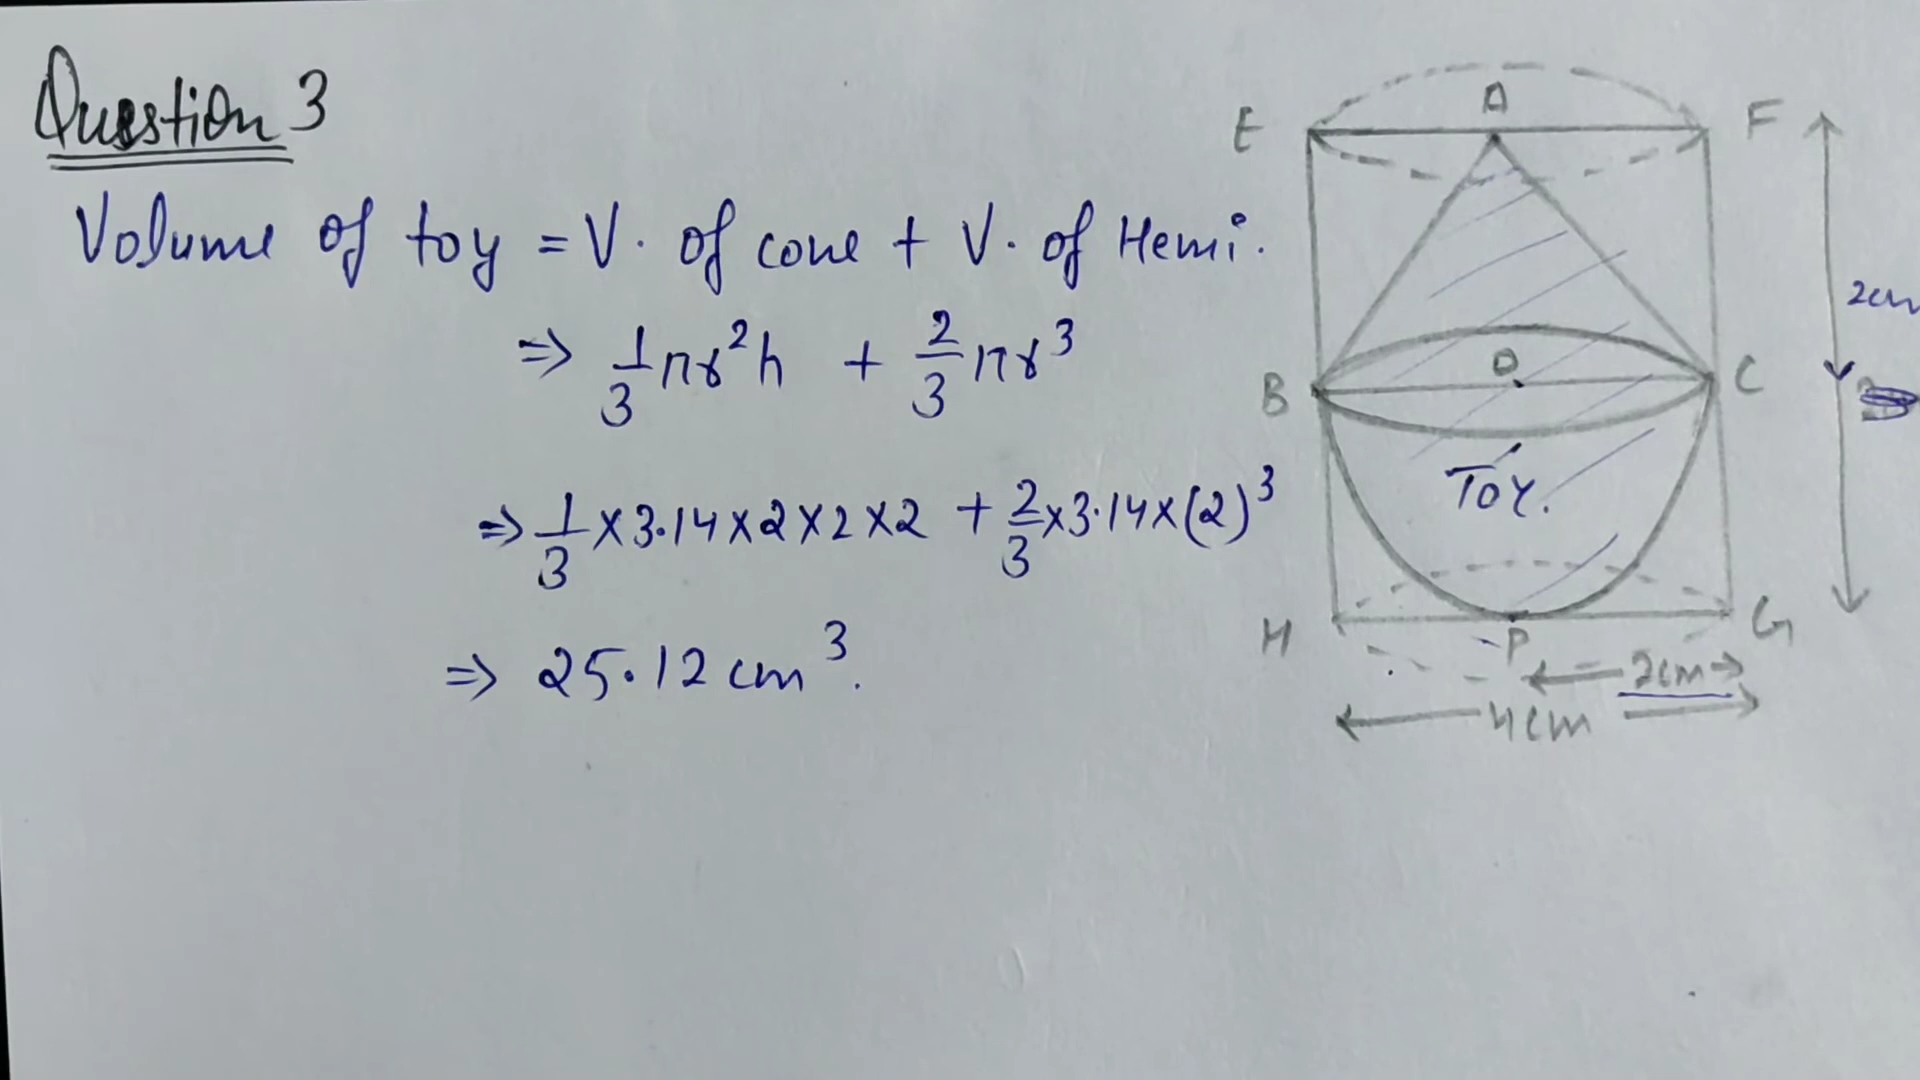 Question 3
Volume of toy = V. of cone + V. of Hemi.
⇒ 1/3 πr²h + 2/3 πr³
⇒ 1/3 × 3.14 × 2 × 2 × 2 + 2/3 × 3.14 × (2)³
⇒ 25.12 cm³.
A
E F
2cm
O
B C
TOY.
H P G
2cm
4cm